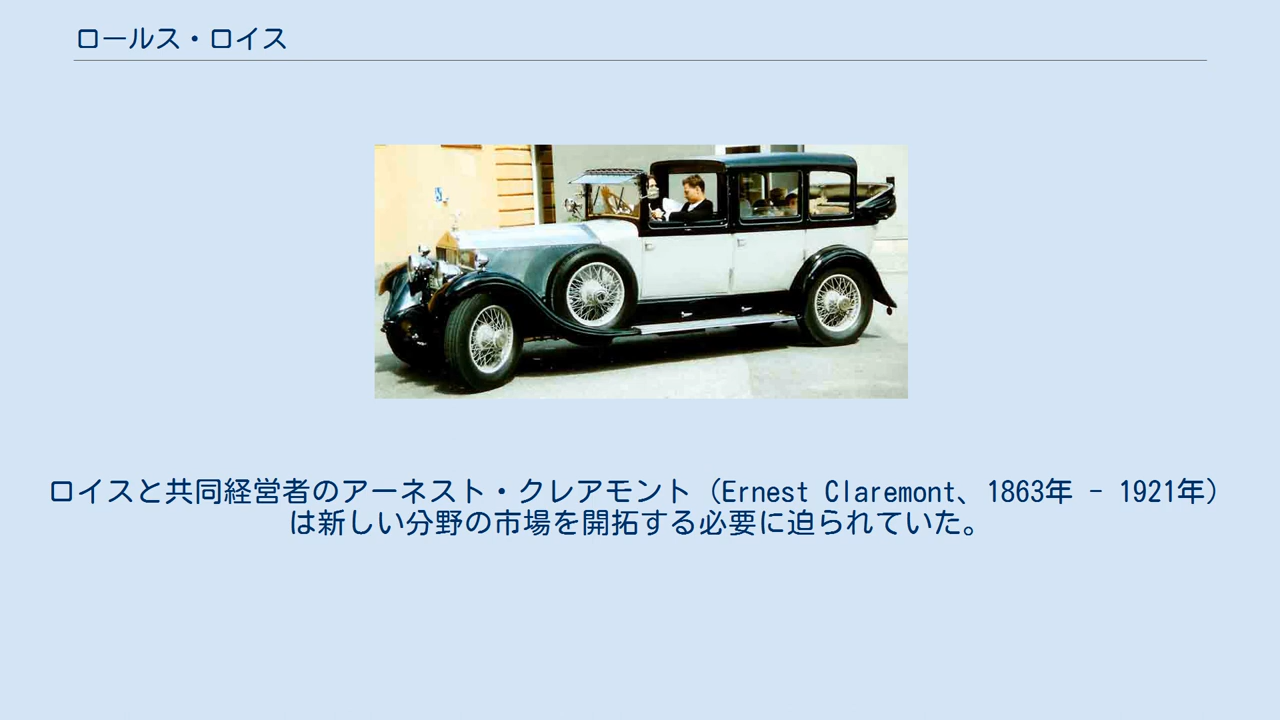 ロールス・ロイス
ロイスと共同経営者のアーネスト・クレアモント（Ernest Claremont、1863年 - 1921年）
は新しい分野の市場を開拓する必要に迫られていた。